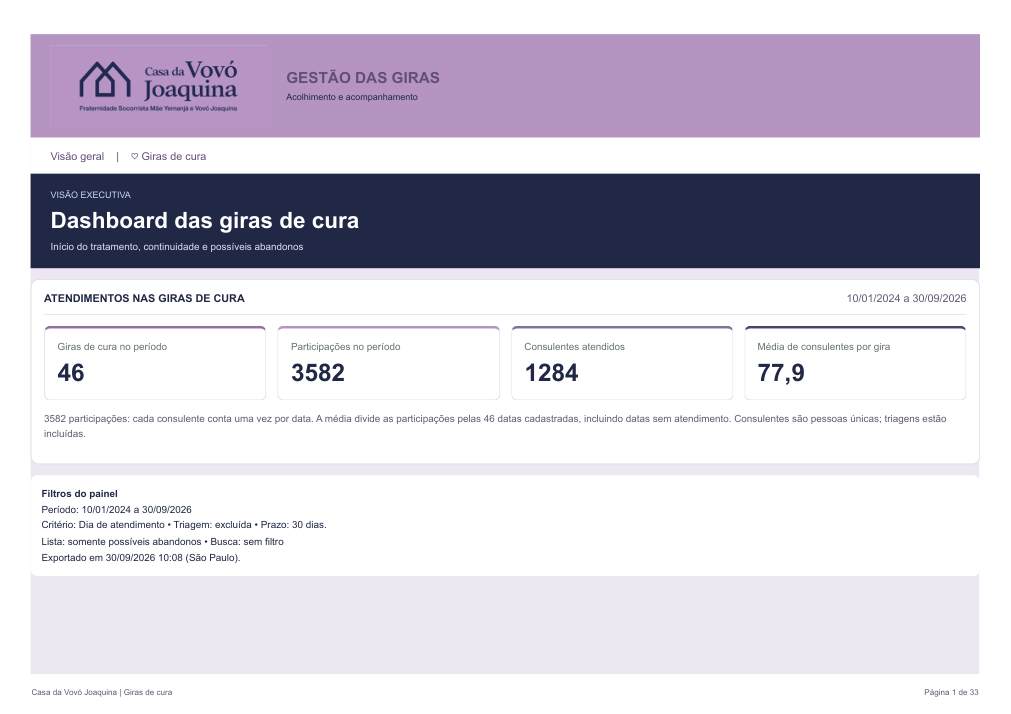 Casa da Vovó
Joaquina
Fraternidade Socorrista Mãe Yemanjá e Vovó Joaquina
GESTÃO DAS GIRAS
Acolhimento e acompanhamento
Visão geral | ♡ Giras de cura
VISÃO EXECUTIVA
Dashboard das giras de cura
Início do tratamento, continuidade e possíveis abandonos
ATENDIMENTOS NAS GIRAS DE CURA
10/01/2024 a 30/09/2026
Giras de cura no período
46
Participações no período
3582
Consulentes atendidos
1284
Média de consulentes por gira
77,9
3582 participações: cada consulente conta uma vez por data. A média divide as participações pelas 46 datas cadastradas, incluindo datas sem atendimento. Consulentes são pessoas únicas; triagens estão
incluídas.
Filtros do painel
Período: 10/01/2024 a 30/09/2026
Critério: Dia de atendimento • Triagem: excluída • Prazo: 30 dias.
Lista: somente possíveis abandonos • Busca: sem filtro
Exportado em 30/09/2026 10:08 (São Paulo).
Casa da Vovó Joaquina | Giras de cura
Página 1 de 33